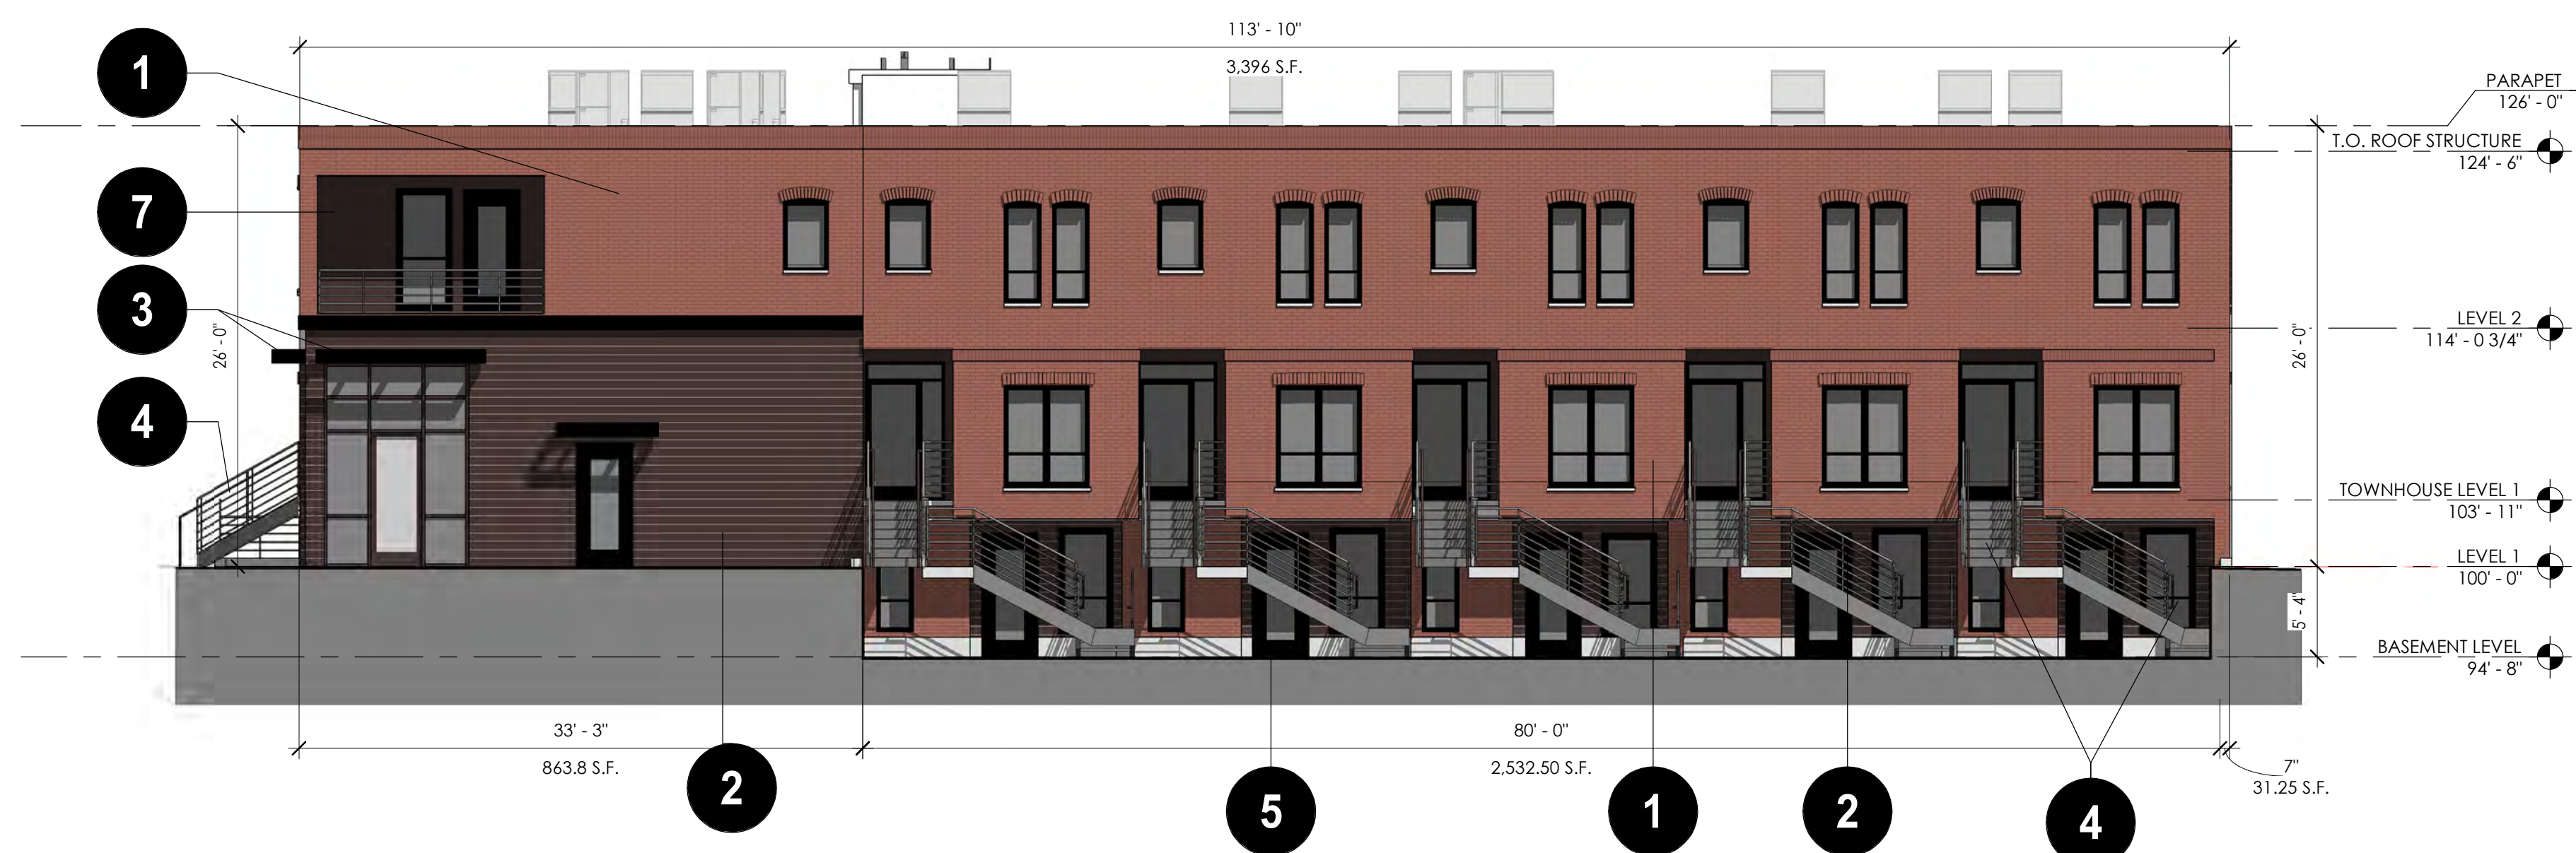 113' - 10"
3,396 S.F.
1
7
3
4
26' - 0"
PARAPET
126' - 0"
T.O. ROOF STRUCTURE
124' - 6"
LEVEL 2
114' - 0 3/4"
26' - 0"
TOWNHOUSE LEVEL 1
103' - 11"
LEVEL 1
100' - 0"
5' - 4"
BASEMENT LEVEL
94' - 8"
33' - 3"
863.8 S.F.
80' - 0"
2,532.50 S.F.
7"
31.25 S.F.
2
5
1
2
4